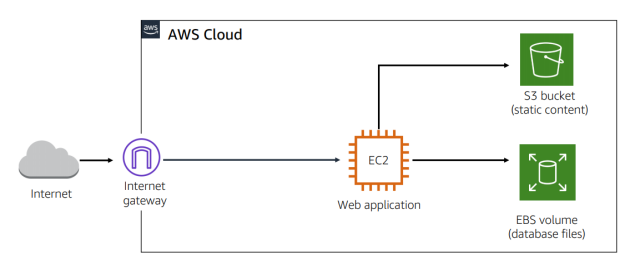 aws
AWS Cloud
S3 bucket
(static content)
EC2
Internet
Internet
gateway
Web application
EBS volume
(database files)